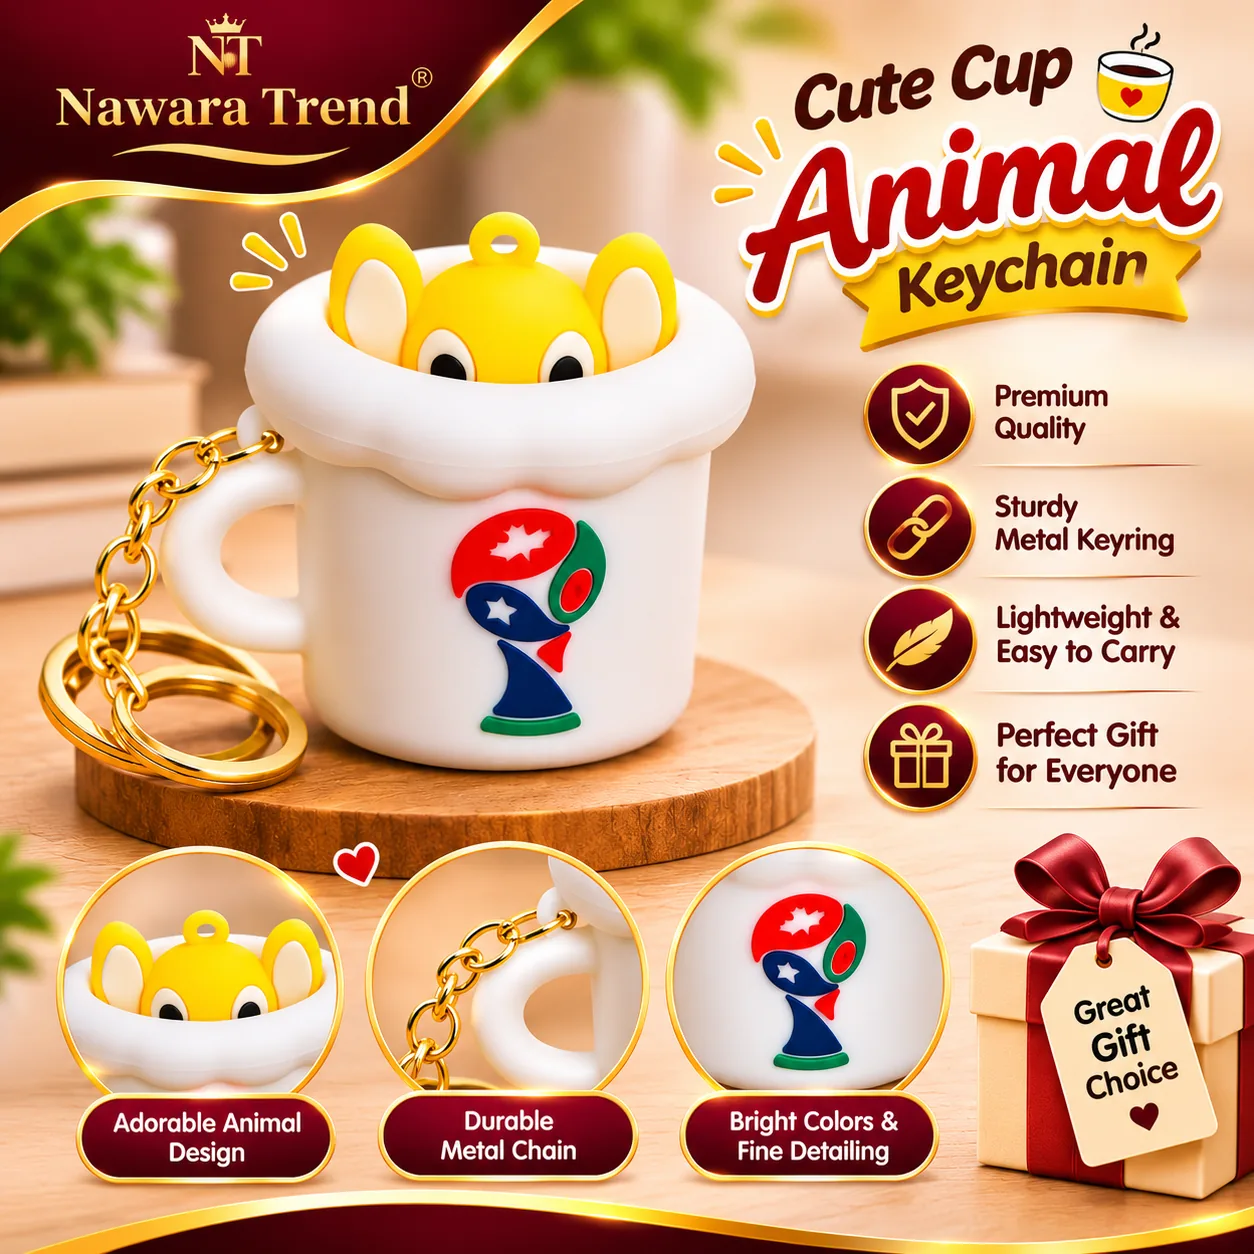 NT
Nawara Trend®
Cute Cup
Animal
Keychain
Premium
Quality
Sturdy
Metal Keyring
Lightweight &
Easy to Carry
Perfect Gift
for Everyone
Adorable Animal
Design
Durable
Metal Chain
Bright Colors &
Fine Detailing
Great
Gift
Choice